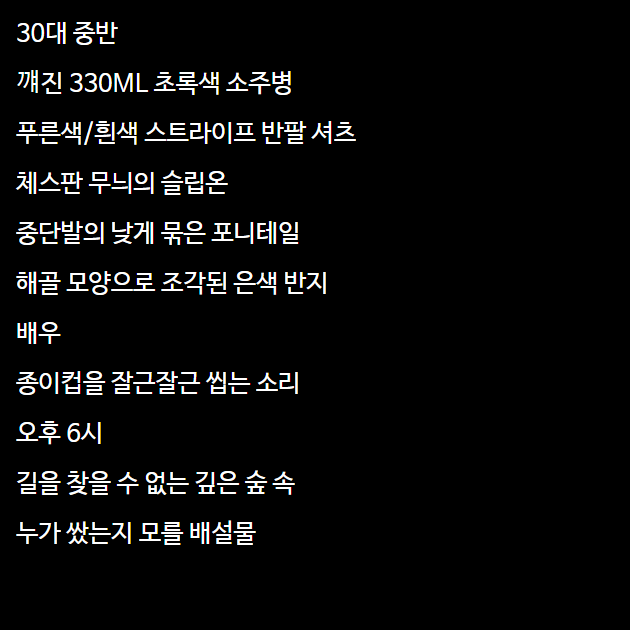 30대 중반
꺠진 330ML 초록색 소주병
푸른색/흰색 스트라이프 반팔 셔츠
체스판 무늬의 슬립온
중단발의 낮게 묶은 포니테일
해골 모양으로 조각된 은색 반지
배우
종이컵을 잘근잘근 씹는 소리
오후 6시
길을 찾을 수 없는 깊은 숲 속
누가 쌌는지 모를 배설물